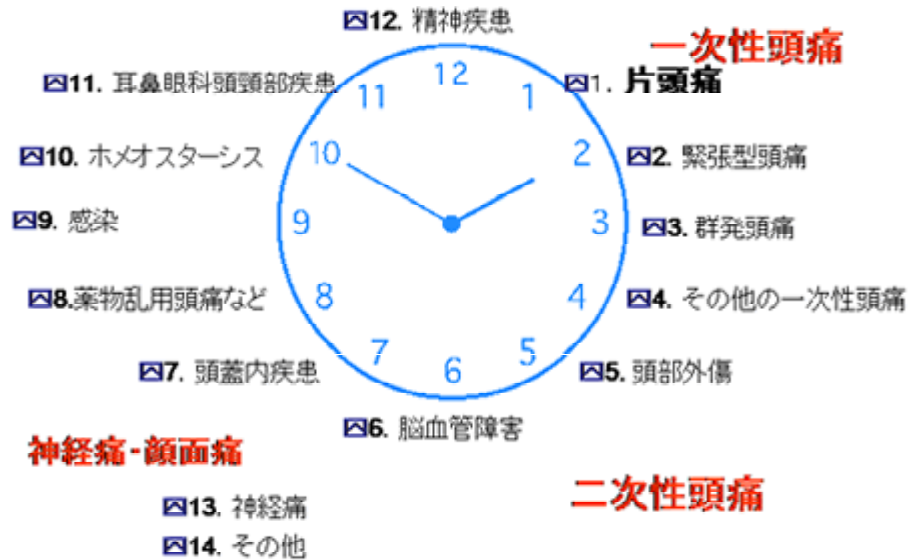 12. 精神疾患
一次性頭痛
11. 耳鼻眼科頭頸部疾患
1. 片頭痛
10. ホメオスターシス
2. 緊張型頭痛
9. 感染
3. 群発頭痛
8.薬物乱用頭痛など
4. その他の一次性頭痛
7. 頭蓋内疾患
5. 頭部外傷
6. 脳血管障害
12
11
1
10
2
9
3
8
4
7
5
6
神経痛-顔面痛
二次性頭痛
13. 神経痛
14. その他